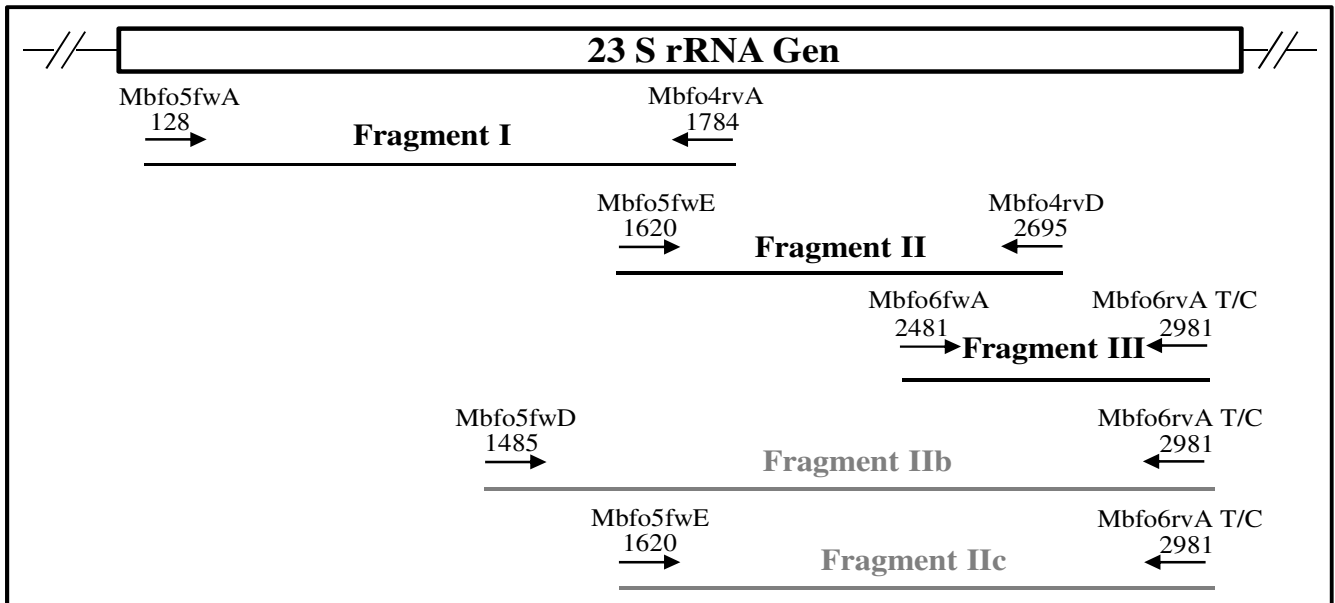 23 S rRNA Gen
Mbfo5fwA Mbfo4rvA
128 Fragment I 1784
Mbfo5fwE Mbfo4rvD
1620 Fragment II 2695
Mbfo6fwA Mbfo6rvA T/C
2481 Fragment III 2981
Mbfo5fwD Mbfo6rvA T/C
1485 Fragment IIb 2981
Mbfo5fwE Mbfo6rvA T/C
1620 Fragment IIc 2981